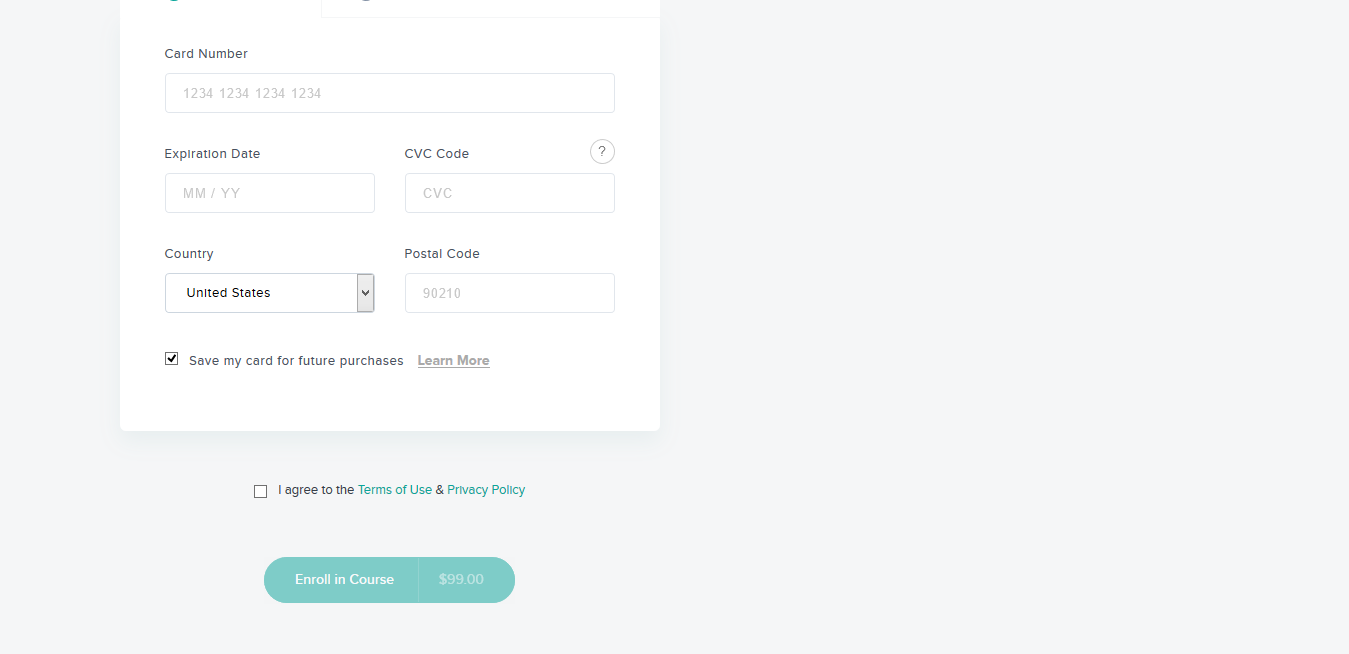 Card Number
1234 1234 1234 1234
Expiration Date CVC Code ?
MM / YY CVC
Country Postal Code
United States 90210
Save my card for future purchases Learn More
I agree to the Terms of Use & Privacy Policy
Enroll in Course $99.00